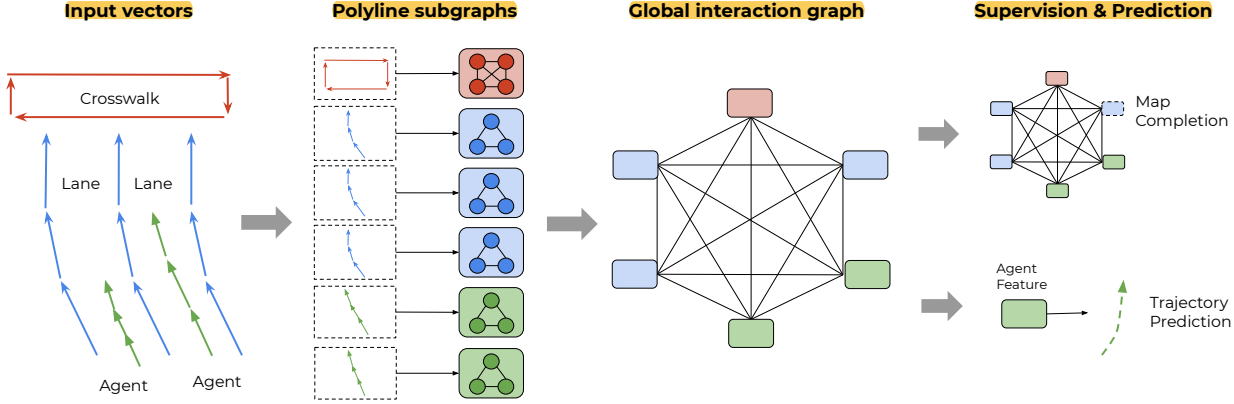 Input vectors
Polyline subgraphs
Global interaction graph
Supervision & Prediction
Crosswalk
Lane
Lane
Agent
Agent
Map
Completion
Agent
Feature
Trajectory
Prediction